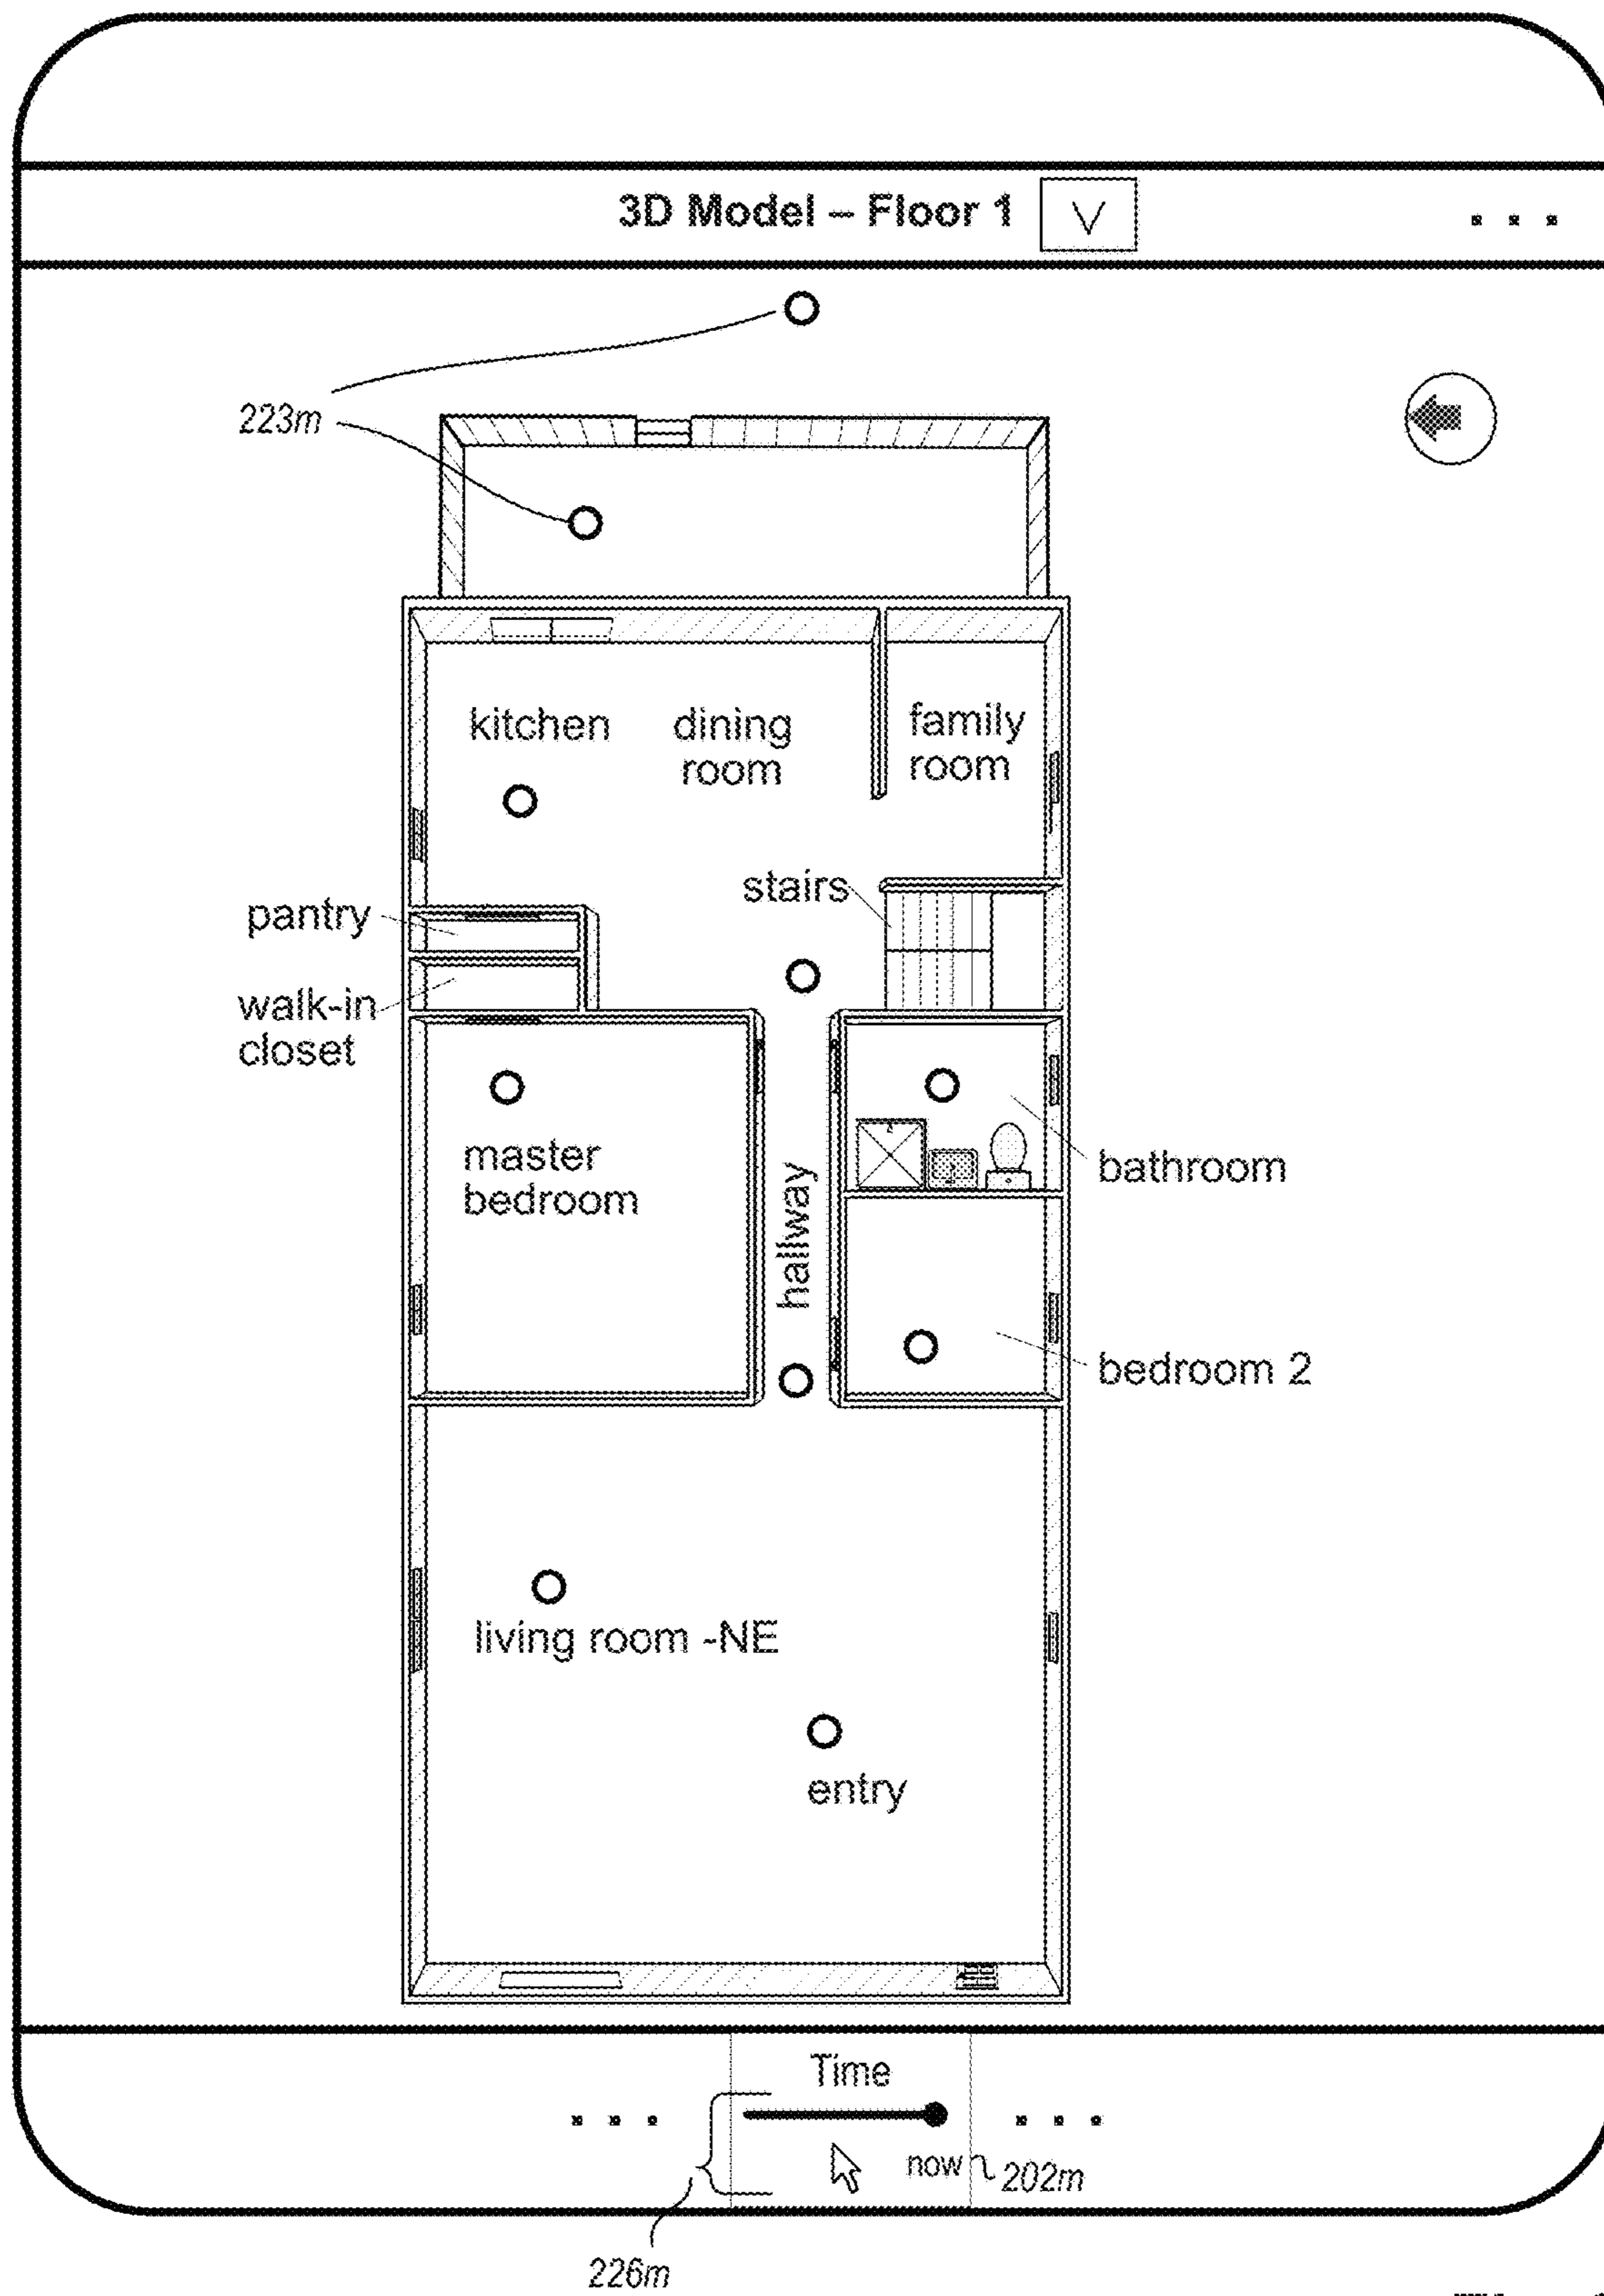 3D Model – Floor 1
V
. . .
223m
kitchen
dining
room
family
room
stairs
pantry
walk-in
closet
master
bedroom
hallway
bathroom
bedroom 2
living room -NE
entry
Time
. . .
. . .
now
202m
226m